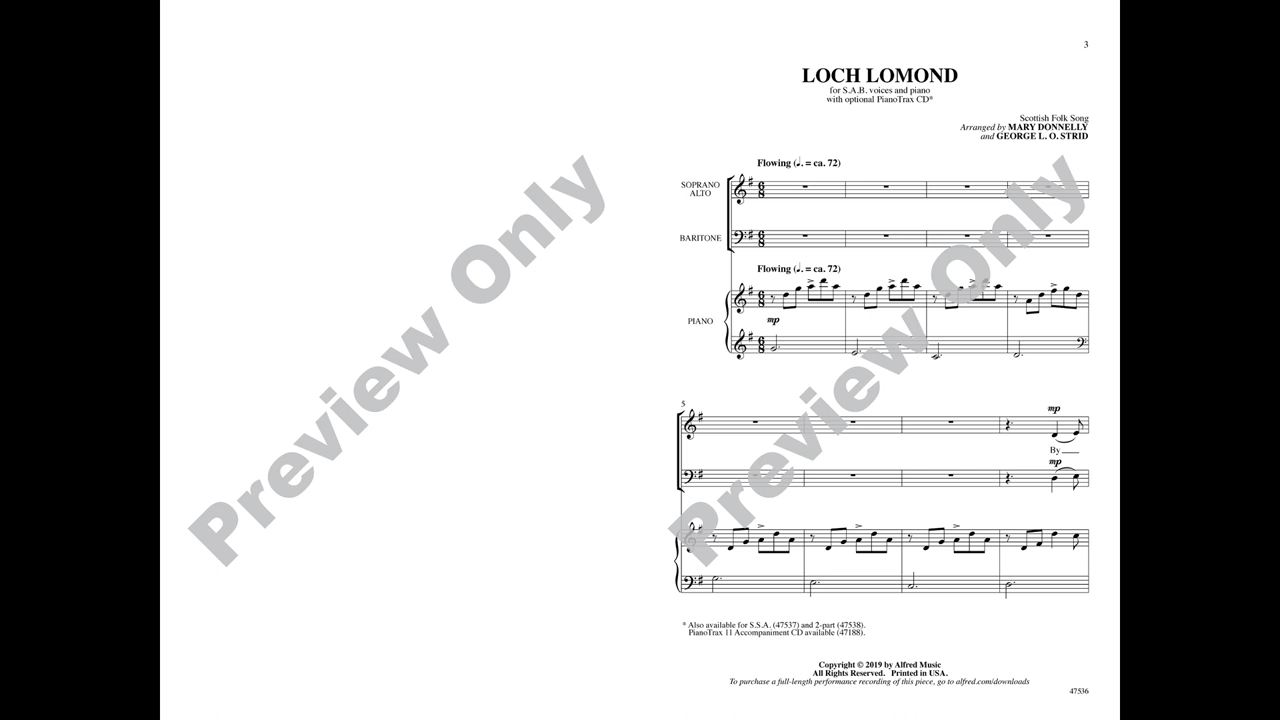 Preview Only
3
LOCH LOMOND
for S.A.B. voices and piano
with optional PianoTrax CD*
Scottish Folk Song
Arranged by MARY DONNELLY
and GEORGE L. O. STRID
Flowing (♩. = ca. 72)
SOPRANO
ALTO
BARITONE
Flowing (♩. = ca. 72)
PIANO
mp
Preview Only
5
mp
By
mp
* Also available for S.S.A. (47537) and 2-part (47538).
PianoTrax 11 Accompaniment CD available (47188).
Copyright © 2019 by Alfred Music
All Rights Reserved. Printed in USA.
To purchase a full-length performance recording of this piece, go to alfred.com/downloads
47536